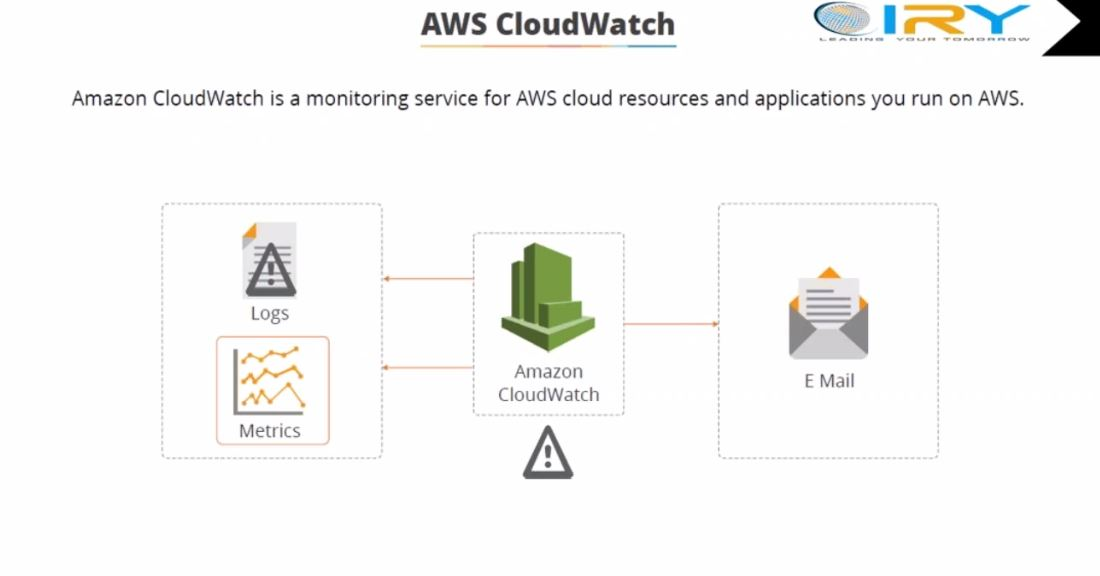 AWS CloudWatch
IRY
LEADING YOUR TOMORROW
Amazon CloudWatch is a monitoring service for AWS cloud resources and applications you run on AWS.
Logs
Metrics
Amazon
CloudWatch
E Mail